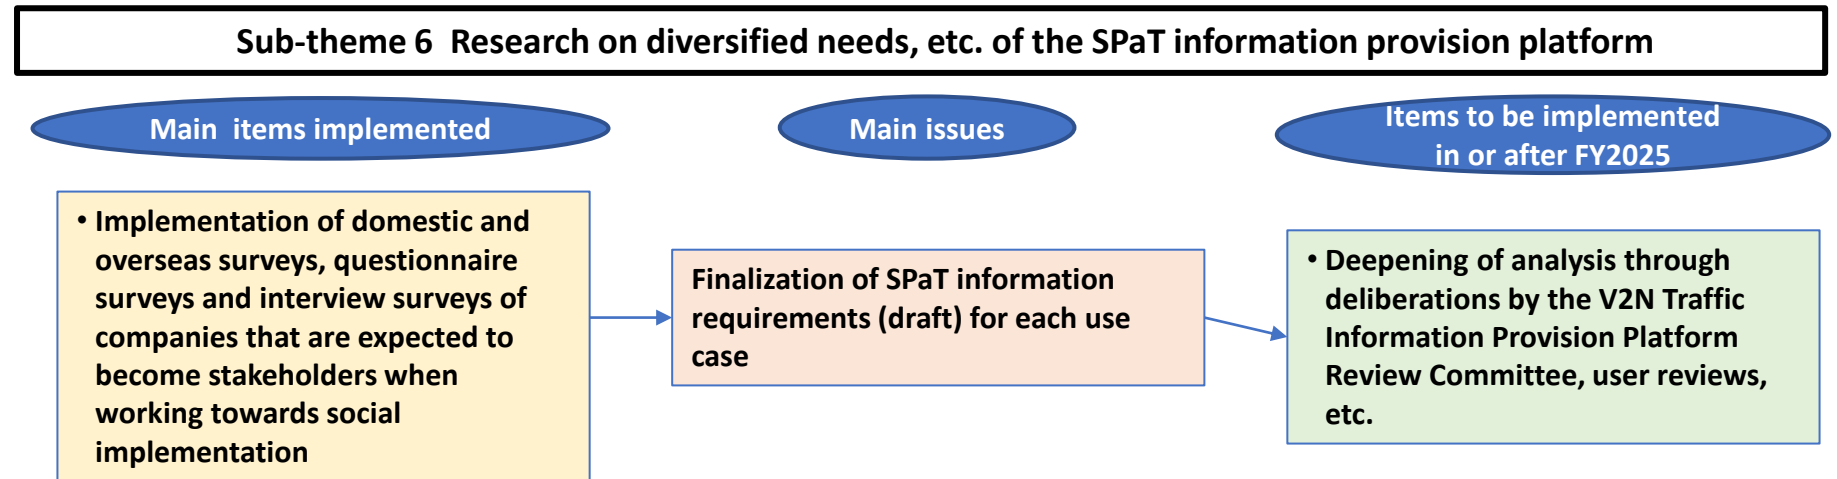 Sub-theme 6  Research on diversified needs, etc. of the SPaT information provision platform
Main  items implemented
Main issues
Items to be implemented
in or after FY2025
• Implementation of domestic and
overseas surveys, questionnaire
surveys and interview surveys of
companies that are expected to
become stakeholders when
working towards social
implementation
Finalization of SPaT information
requirements (draft) for each use
case
• Deepening of analysis through
deliberations by the V2N Traffic
Information Provision Platform
Review Committee, user reviews,
etc.